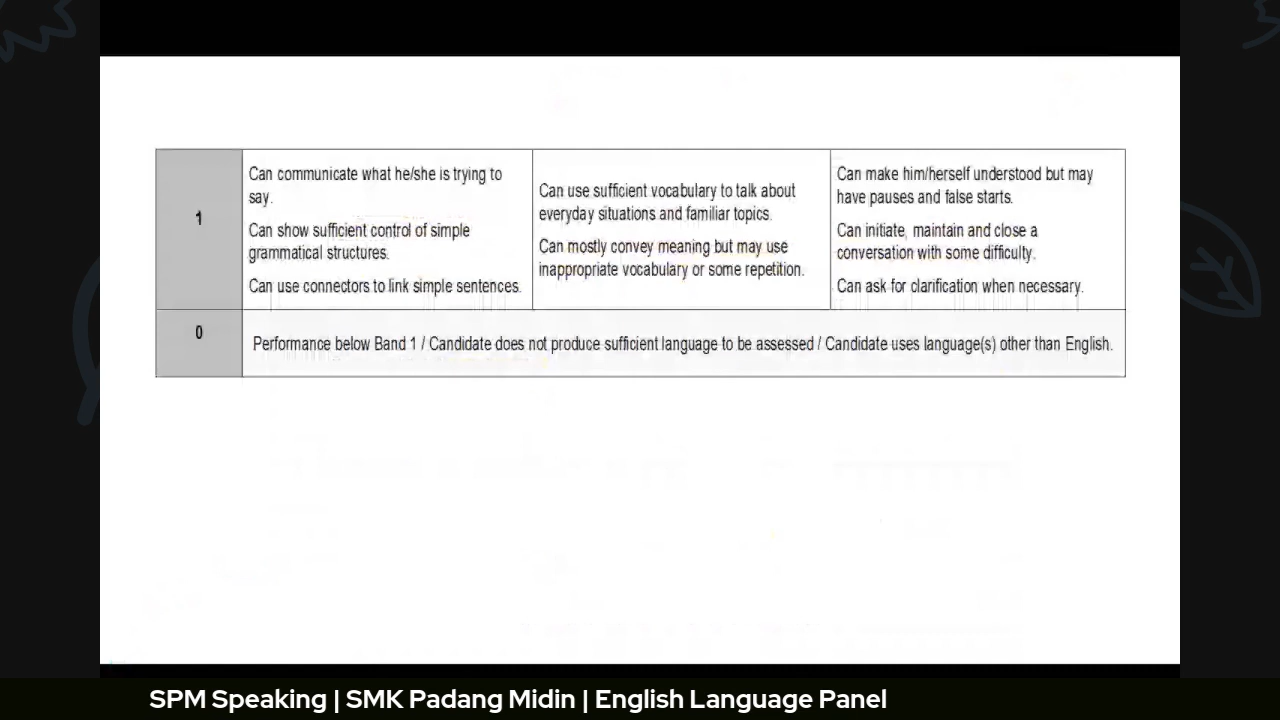 1
Can communicate what he/she is trying to
say.
Can show sufficient control of simple
grammatical structures.
Can use connectors to link simple sentences.
Can use sufficient vocabulary to talk about
everyday situations and familiar topics.
Can mostly convey meaning but may use
inappropriate vocabulary or some repetition.
Can make him/herself understood but may
have pauses and false starts.
Can initiate, maintain and close a
conversation with some difficulty.
Can ask for clarification when necessary.
0
Performance below Band 1 / Candidate does not produce sufficient language to be assessed / Candidate uses language(s) other than English.
SPM Speaking | SMK Padang Midin | English Language Panel